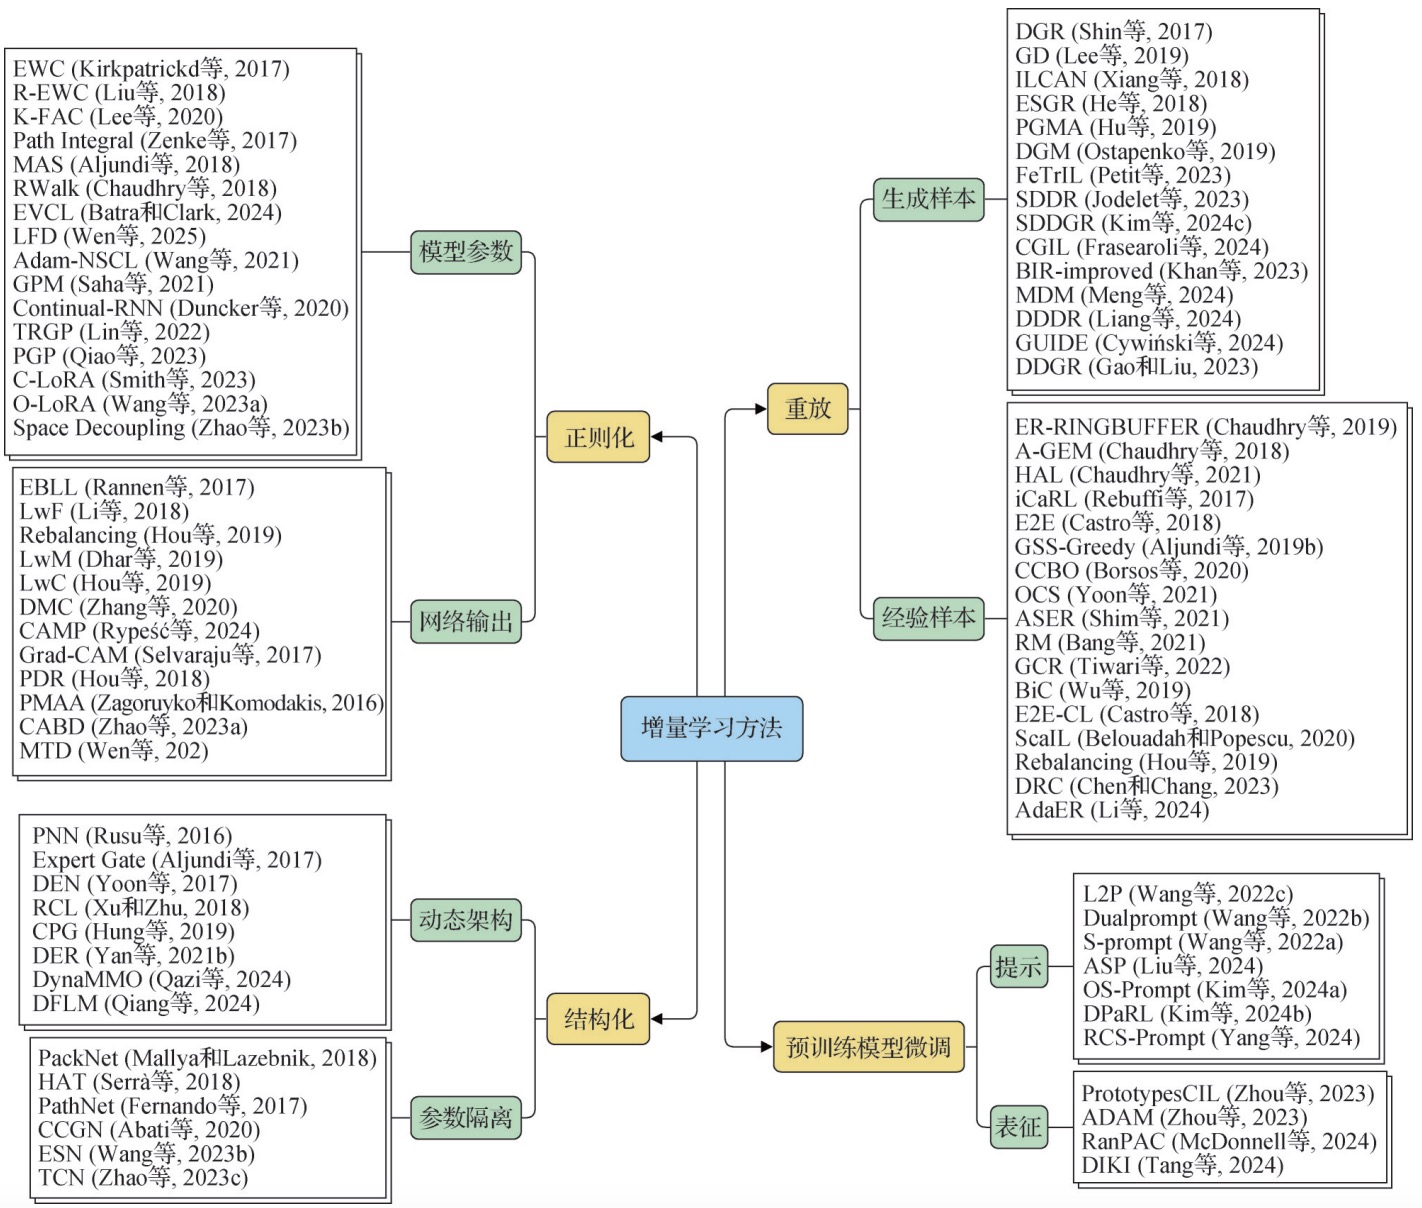 EWC (Kirkpatrickd等, 2017)
R-EWC (Liu等, 2018)
K-FAC (Lee等, 2020)
Path Integral (Zenke等, 2017)
MAS (Aljundi等, 2018)
RWalk (Chaudhry等, 2018)
EVCL (Batra和Clark, 2024)
LFD (Wen等, 2025)
Adam-NSCL (Wang等, 2021)
GPM (Saha等, 2021)
Continual-RNN (Duncker等, 2020)
TRGP (Lin等, 2022)
PGP (Qiao等, 2023)
C-LoRA (Smith等, 2023)
O-LoRA (Wang等, 2023a)
Space Decoupling (Zhao等, 2023b)
模型参数
EBLL (Rannen等, 2017)
LwF (Li等, 2018)
Rebalancing (Hou等, 2019)
LwM (Dhar等, 2019)
LwC (Hou等, 2019)
DMC (Zhang等, 2020)
CAMP (Rypeść等, 2024)
Grad-CAM (Selvaraju等, 2017)
PDR (Hou等, 2018)
PMAA (Zagoruyko和Komodakis, 2016)
CABD (Zhao等, 2023a)
MTD (Wen等, 202)
网络输出
正则化
PNN (Rusu等, 2016)
Expert Gate (Aljundi等, 2017)
DEN (Yoon等, 2017)
RCL (Xu和Zhu, 2018)
CPG (Hung等, 2019)
DER (Yan等, 2021b)
DynaMMO (Qazi等, 2024)
DFLM (Qiang等, 2024)
动态架构
PackNet (Mallya和Lazebnik, 2018)
HAT (Serrà等, 2018)
PathNet (Fernando等, 2017)
CCGN (Abati等, 2020)
ESN (Wang等, 2023b)
TCN (Zhao等, 2023c)
参数隔离
结构化
增量学习方法
重放
生成样本
DGR (Shin等, 2017)
GD (Lee等, 2019)
ILCAN (Xiang等, 2018)
ESGR (He等, 2018)
PGMA (Hu等, 2019)
DGM (Ostapenko等, 2019)
FeTrIL (Petit等, 2023)
SDDR (Jodelet等, 2023)
SDDGR (Kim等, 2024c)
CGIL (Frasearoli等, 2024)
BIR-improved (Khan等, 2023)
MDM (Meng等, 2024)
DDDR (Liang等, 2024)
GUIDE (Cywiński等, 2024)
DDGR (Gao和Liu, 2023)
经验样本
ER-RINGBUFFER (Chaudhry等, 2019)
A-GEM (Chaudhry等, 2018)
HAL (Chaudhry等, 2021)
iCaRL (Rebuffi等, 2017)
E2E (Castro等, 2018)
GSS-Greedy (Aljundi等, 2019b)
CCBO (Borsos等, 2020)
OCS (Yoon等, 2021)
ASER (Shim等, 2021)
RM (Bang等, 2021)
GCR (Tiwari等, 2022)
BiC (Wu等, 2019)
E2E-CL (Castro等, 2018)
ScaIL (Belouadah和Popescu, 2020)
Rebalancing (Hou等, 2019)
DRC (Chen和Chang, 2023)
AdaER (Li等, 2024)
预训练模型微调
提示
L2P (Wang等, 2022c)
Dualprompt (Wang等, 2022b)
S-prompt (Wang等, 2022a)
ASP (Liu等, 2024)
OS-Prompt (Kim等, 2024a)
DPaRL (Kim等, 2024b)
RCS-Prompt (Yang等, 2024)
表征
PrototypesCIL (Zhou等, 2023)
ADAM (Zhou等, 2023)
RanPAC (McDonnell等, 2024)
DIKI (Tang等, 2024)